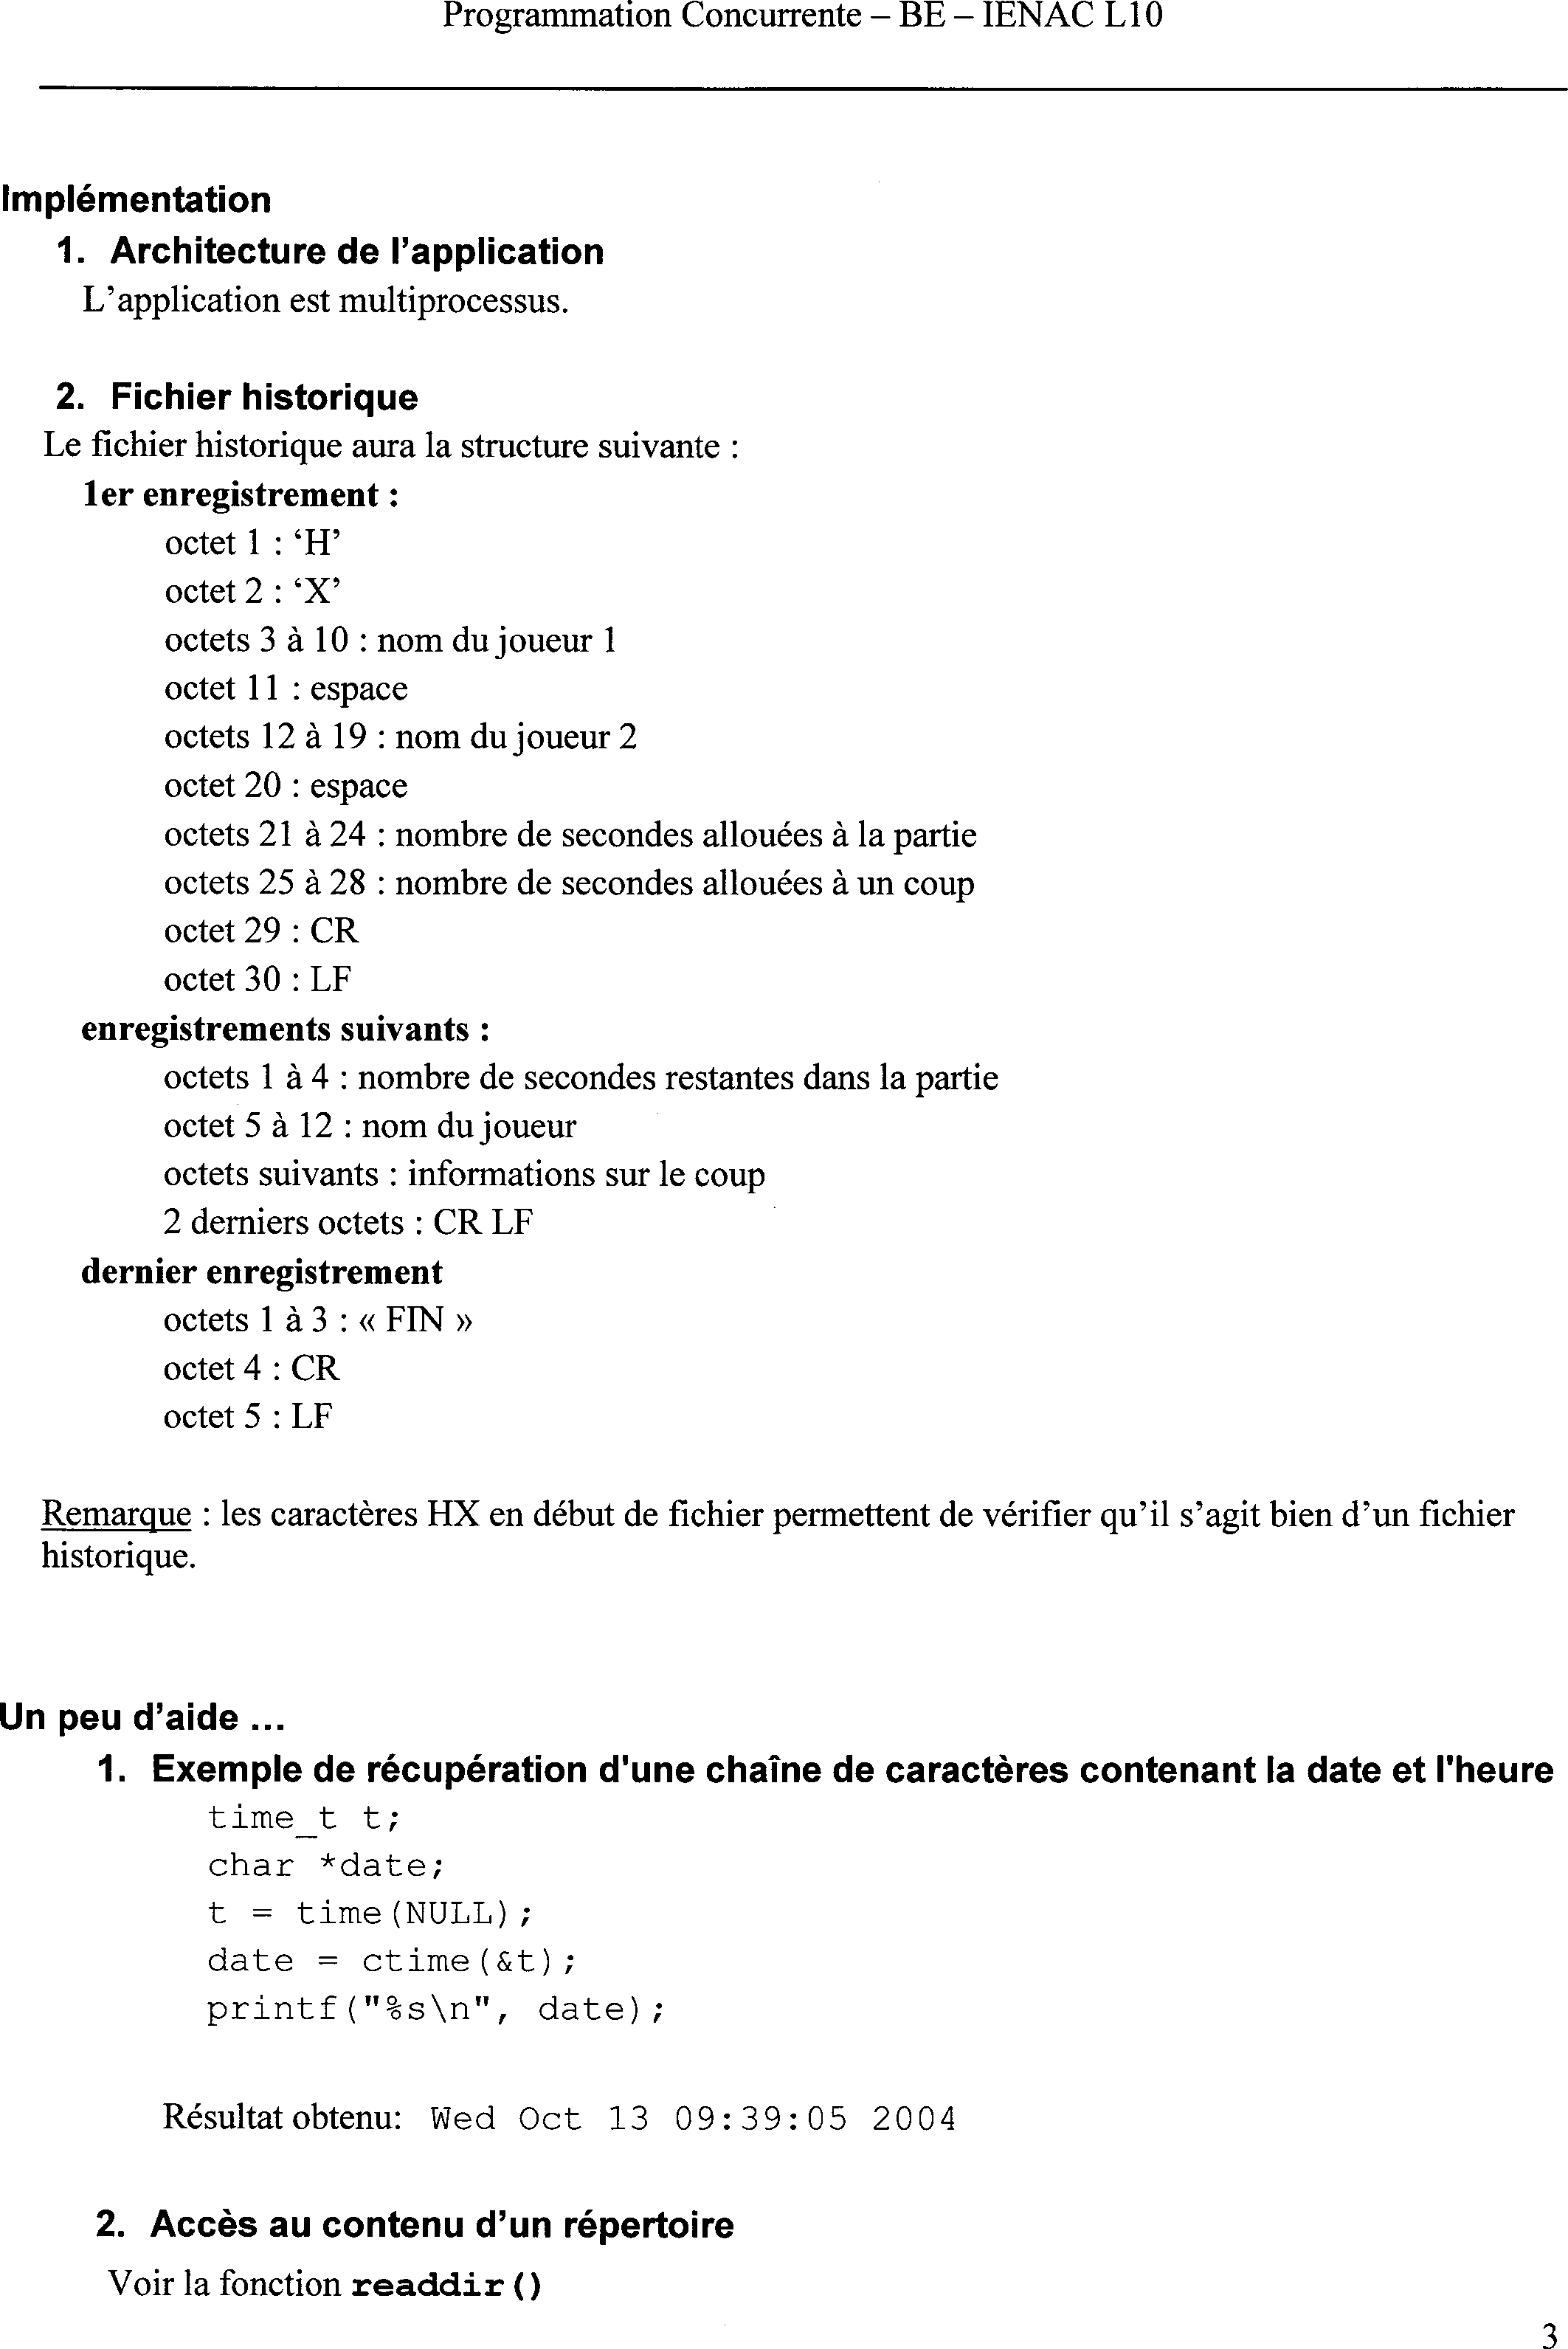 Programmation Concurrente – BE – IENAC L10
Implémentation
1. Architecture de l'application
L'application est multiprocessus.
2. Fichier historique
Le fichier historique aura la structure suivante :
1er enregistrement :
octet 1 : ‘H’
octet 2 : ‘X’
octets 3 à 10 : nom du joueur 1
octet 11 : espace
octets 12 à 19 : nom du joueur 2
octet 20 : espace
octets 21 à 24 : nombre de secondes allouées à la partie
octets 25 à 28 : nombre de secondes allouées à un coup
octet 29 : CR
octet 30 : LF
enregistrements suivants :
octets 1 à 4 : nombre de secondes restantes dans la partie
octet 5 à 12 : nom du joueur
octets suivants : informations sur le coup
2 derniers octets : CR LF
dernier enregistrement
octets 1 à 3 : « FIN »
octet 4 : CR
octet 5 : LF
Remarque : les caractères HX en début de fichier permettent de vérifier qu'il s'agit bien d'un fichier
historique.
Un peu d'aide ...
1. Exemple de récupération d'une chaîne de caractères contenant la date et l'heure
time_t t;
char *date;
t = time(NULL);
date = ctime(&t);
printf("%s\n", date);
Résultat obtenu: Wed Oct 13 09:39:05 2004
2. Accès au contenu d'un répertoire
Voir la fonction readdir()
3